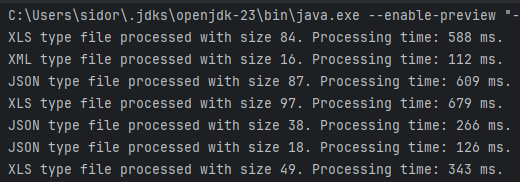 C:\Users\sidor\.jdks\openjdk-23\bin\java.exe --enable-preview "-
XLS type file processed with size 84. Processing time: 588 ms.
XML type file processed with size 16. Processing time: 112 ms.
JSON type file processed with size 87. Processing time: 609 ms.
XLS type file processed with size 97. Processing time: 679 ms.
JSON type file processed with size 38. Processing time: 266 ms.
JSON type file processed with size 18. Processing time: 126 ms.
XLS type file processed with size 49. Processing time: 343 ms.